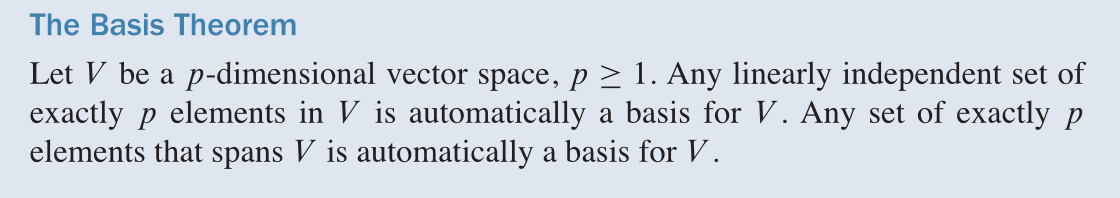 The Basis Theorem
Let V be a p-dimensional vector space, p ≥ 1. Any linearly independent set of
exactly p elements in V is automatically a basis for V. Any set of exactly p
elements that spans V is automatically a basis for V.